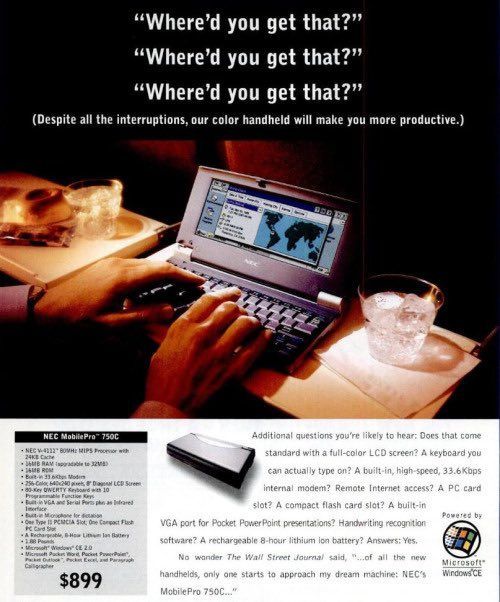 “Where'd you get that?”
“Where'd you get that?”
“Where'd you get that?”
(Despite all the interruptions, our color handheld will make you more productive.)
NEC
NEC MobilePro™ 750C
• NEC V-4111™ 80MHz MIPS Processor with
24KB Cache
• 16MB RAM (upgradable to 32MB)
• 16MB ROM
• Built-in 33.6Kbps Modem
• 256-Color, 640x240 pixels, 8" Diagonal LCD Screen
• 80-Key QWERTY Keyboard with 10
Programmable Function Keys
• Built-in VGA and Serial Ports plus an Infrared
Interface
• Built-in Microphone for dictation
• One Type II PCMCIA Slot; One Compact Flash
PC Card Slot
• A Rechargeable, 8-Hour Lithium Ion Battery
• 1.88 Pounds
• Microsoft® Windows® CE 2.0
• Microsoft Pocket Word, Pocket PowerPoint®,
Pocket Outlook™, Pocket Excel, and Paragraph
Calligrapher
$899
Additional questions you're likely to hear: Does that come
standard with a full-color LCD screen? A keyboard you
can actually type on? A built-in, high-speed, 33.6Kbps
internal modem? Remote Internet access? A PC card
slot? A compact flash card slot? A built-in
VGA port for Pocket PowerPoint presentations? Handwriting recognition
software? A rechargeable 8-hour lithium ion battery? Answers: Yes.
No wonder The Wall Street Journal said, "...of all the new
handhelds, only one starts to approach my dream machine: NEC's
MobilePro 750C..."
Powered by
Microsoft®
Windows®CE